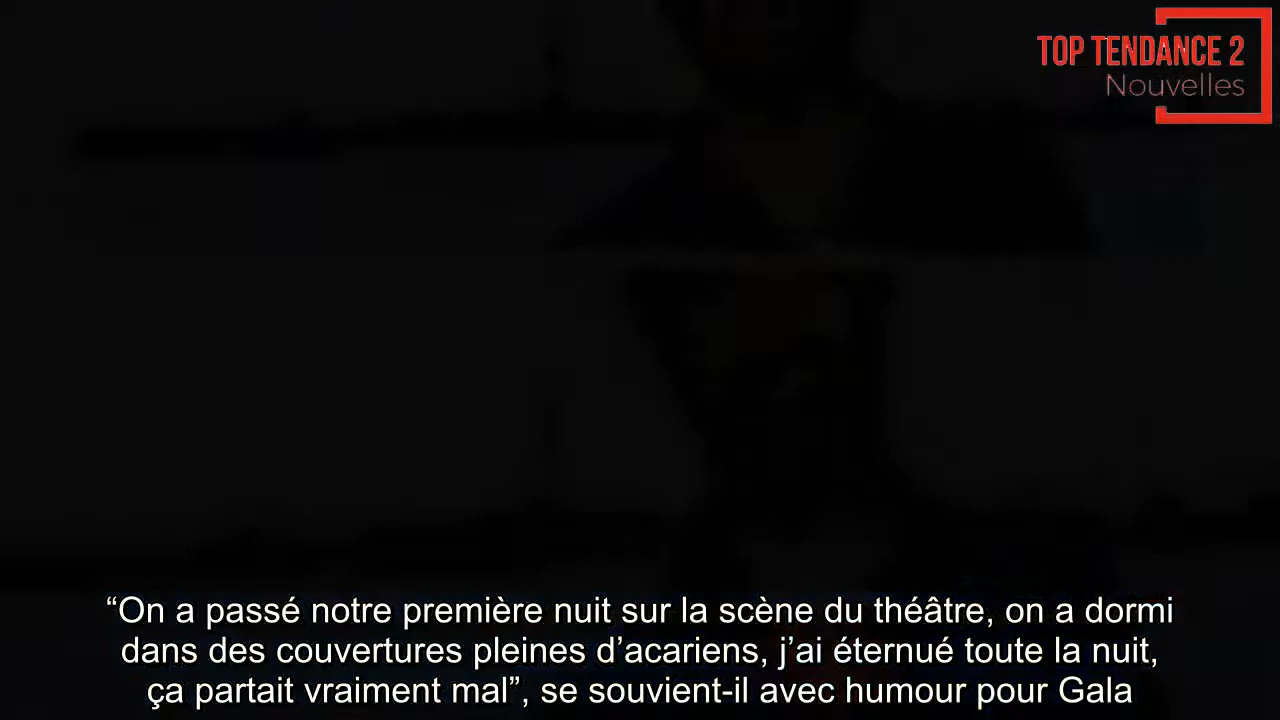 TOP TENDANCE 2
Nouvelles
“On a passé notre première nuit sur la scène du théâtre, on a dormi
dans des couvertures pleines d’acariens, j’ai éternué toute la nuit,
ça partait vraiment mal”, se souvient-il avec humour pour Gala